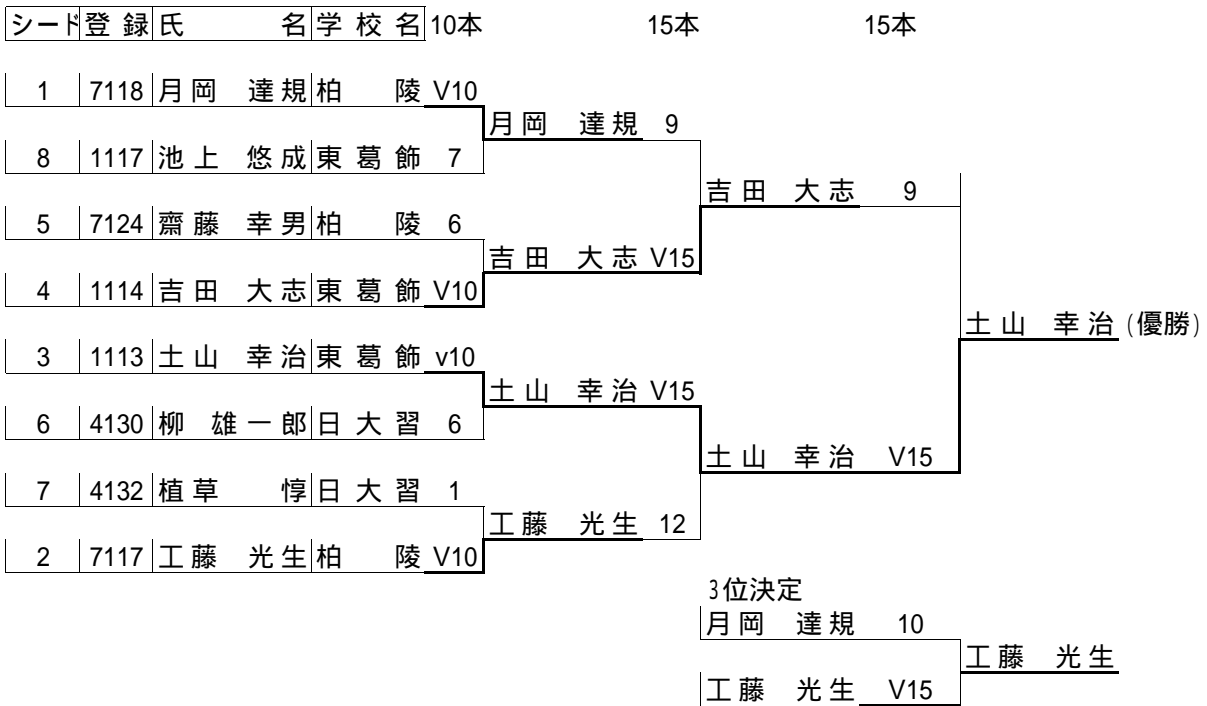 シード 登録 氏 名 学校名 10本 15本 15本
1 7118 月岡 達規 柏 陵 V10
月岡 達規 9
8 1117 池上 悠成 東葛飾 7
吉田 大志 9
5 7124 齋藤 幸男 柏 陵 6
吉田 大志 V15
4 1114 吉田 大志 東葛飾 V10
土山 幸治 (優勝)
3 1113 土山 幸治 東葛飾 v10
土山 幸治 V15
6 4130 柳 雄一郎 日大習 6
土山 幸治 V15
7 4132 植草 惇 日大習 1
工藤 光生 12
2 7117 工藤 光生 柏 陵 V10
3位決定
月岡 達規 10
工藤 光生
工藤 光生 V15